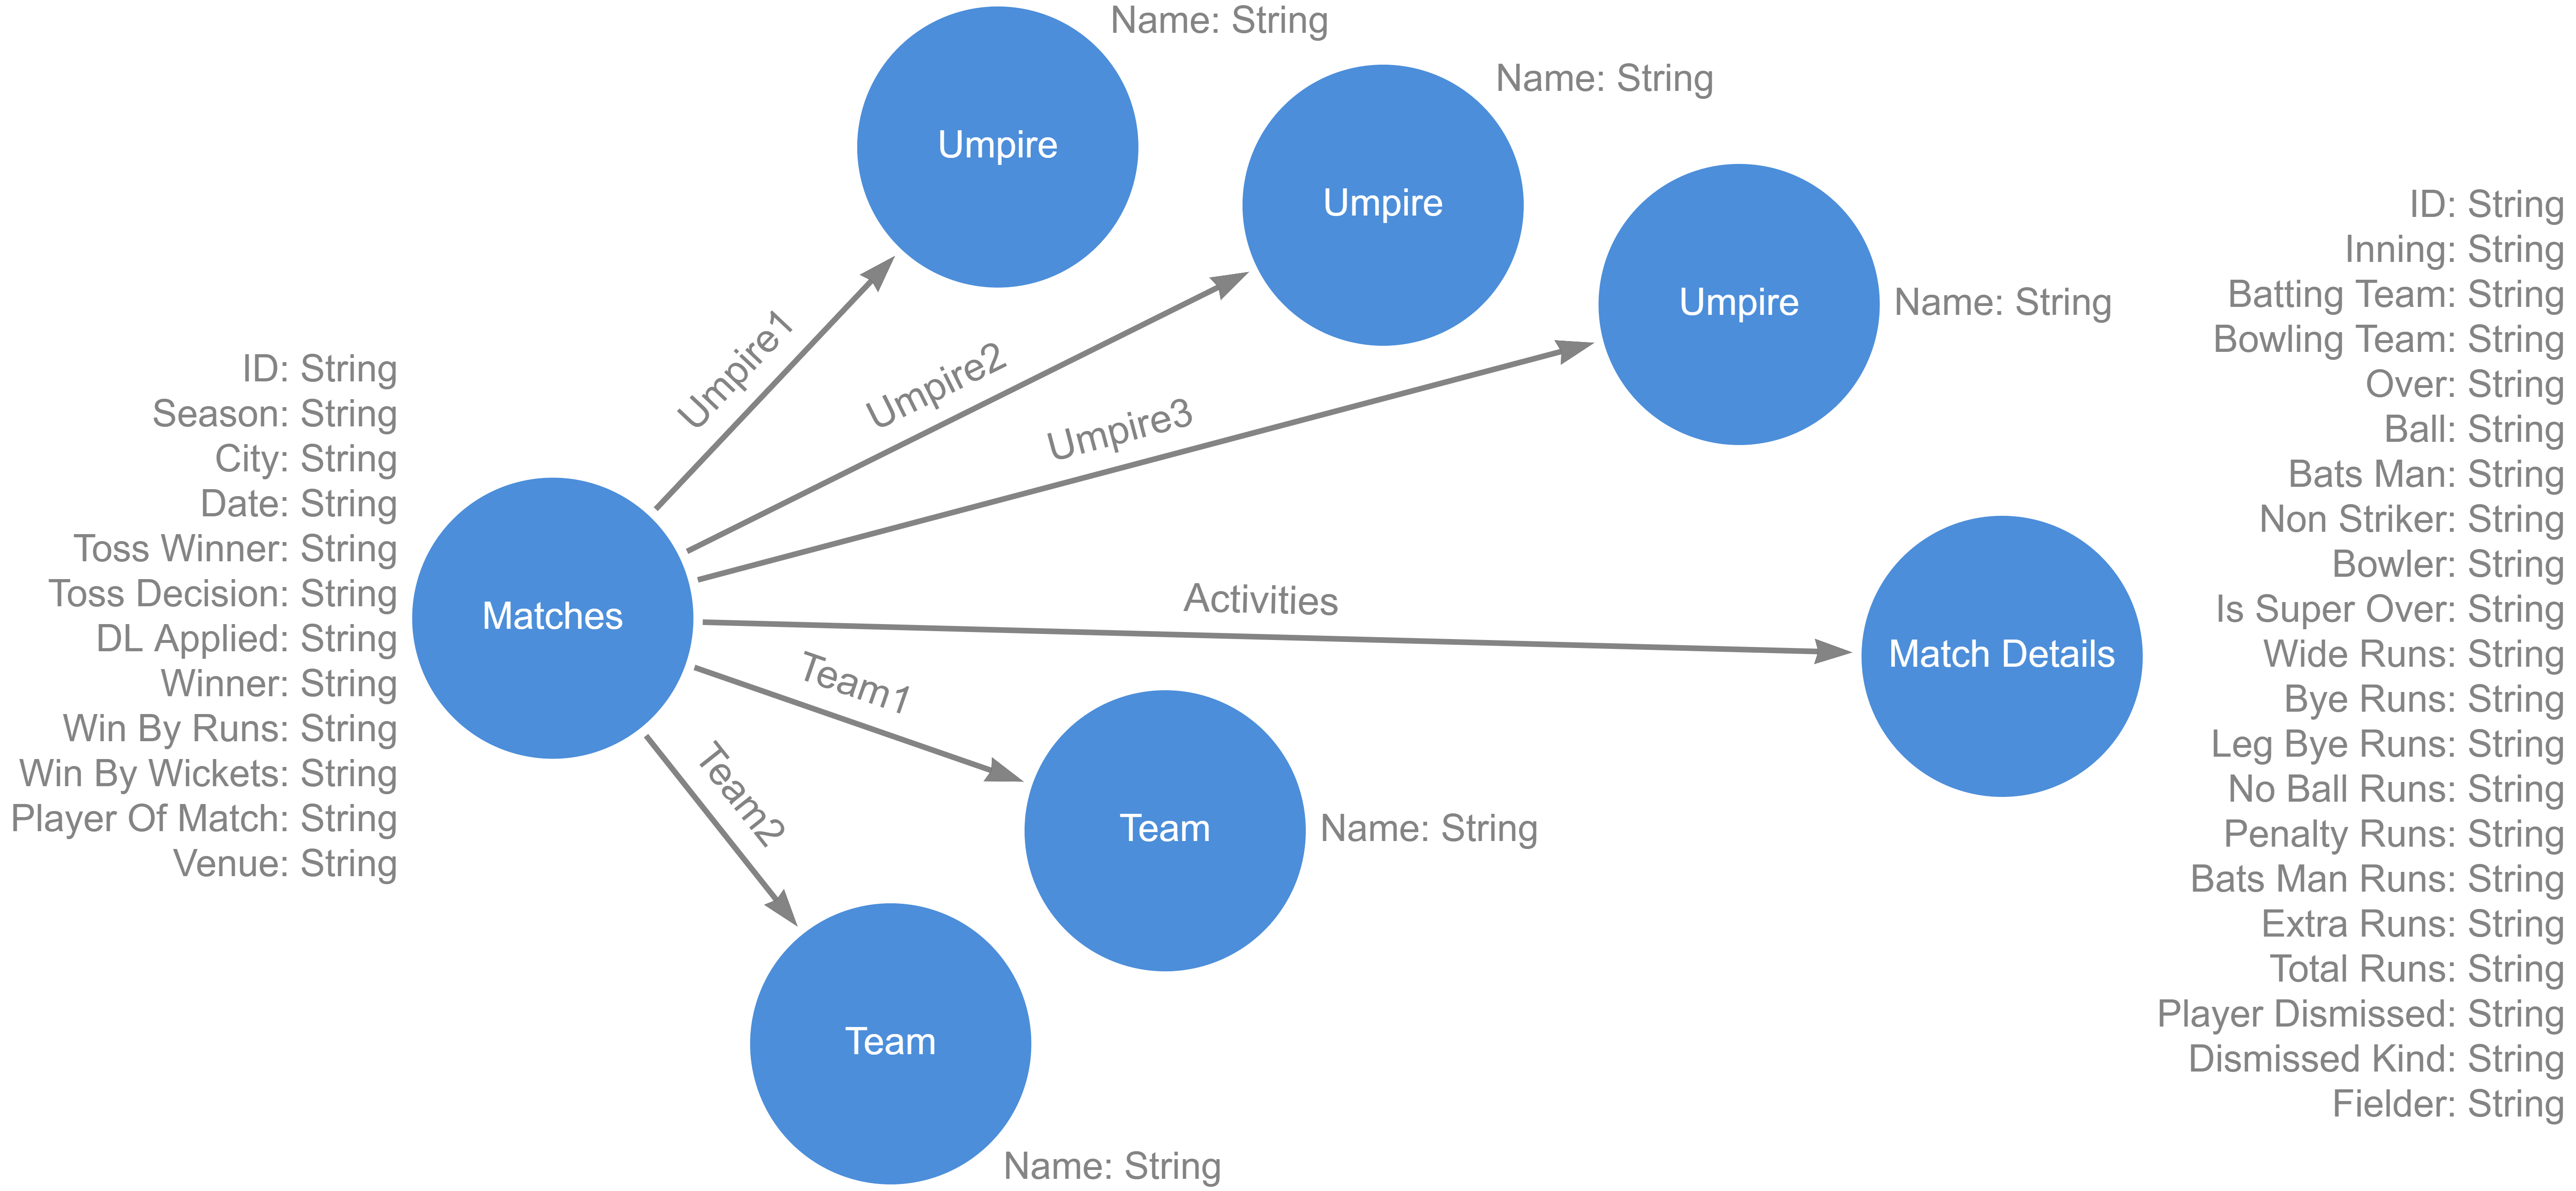 Name: String
Umpire
Name: String
Umpire
Name: String
Umpire
Umpire1
Umpire2
Umpire3
ID: String
Season: String
City: String
Date: String
Toss Winner: String
Toss Decision: String
DL Applied: String
Winner: String
Win By Runs: String
Win By Wickets: String
Player Of Match: String
Venue: String
Matches
Activities
Match Details
Team1
Team2
Team
Name: String
Team
Name: String
ID: String
Inning: String
Batting Team: String
Bowling Team: String
Over: String
Ball: String
Bats Man: String
Non Striker: String
Bowler: String
Is Super Over: String
Wide Runs: String
Bye Runs: String
Leg Bye Runs: String
No Ball Runs: String
Penalty Runs: String
Bats Man Runs: String
Extra Runs: String
Total Runs: String
Player Dismissed: String
Dismissed Kind: String
Fielder: String